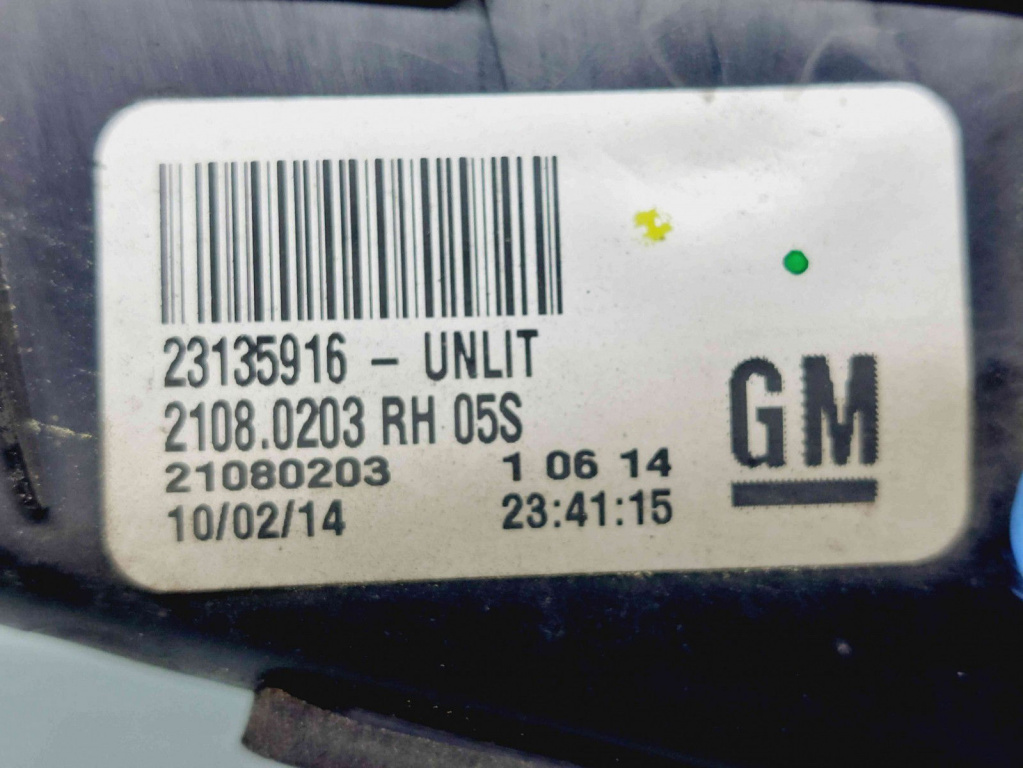 23135916 - UNLIT
2108.0203 RH 05S
21080203 1 06 14
10/02/14 23:41:15
GM